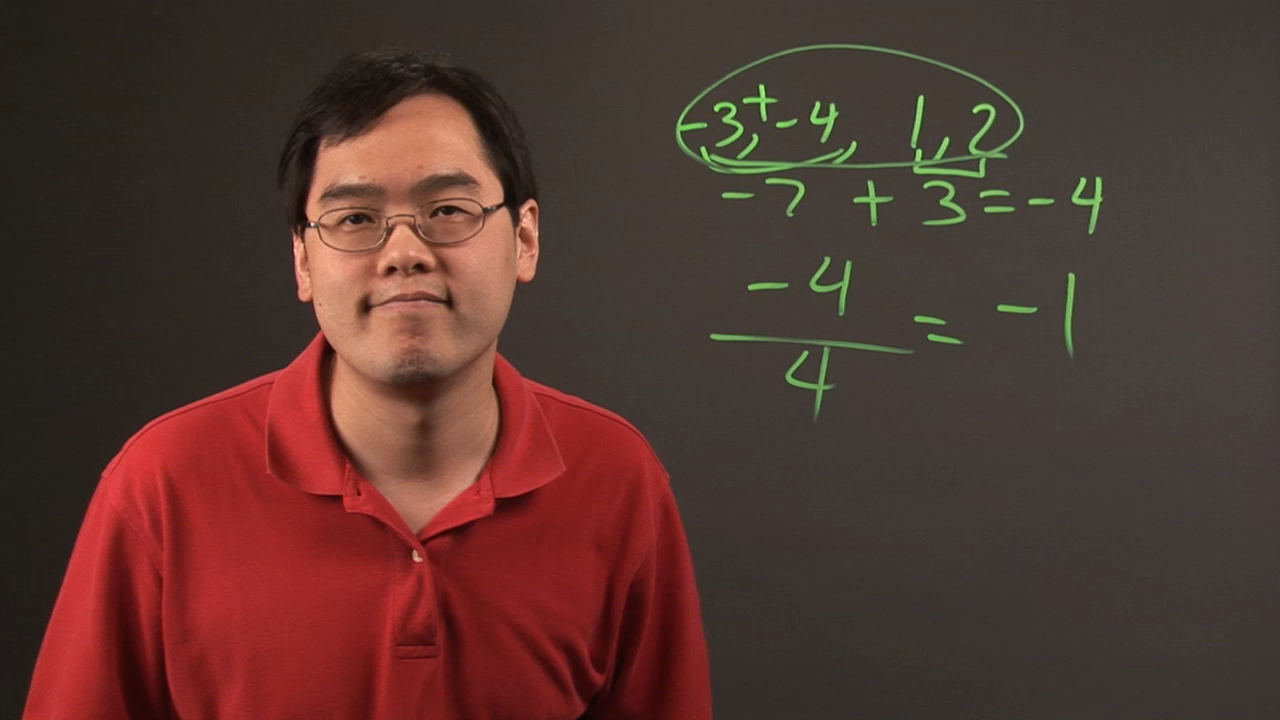 -3,+-4, 1,2
-7 + 3=-4
-4
4
= -1